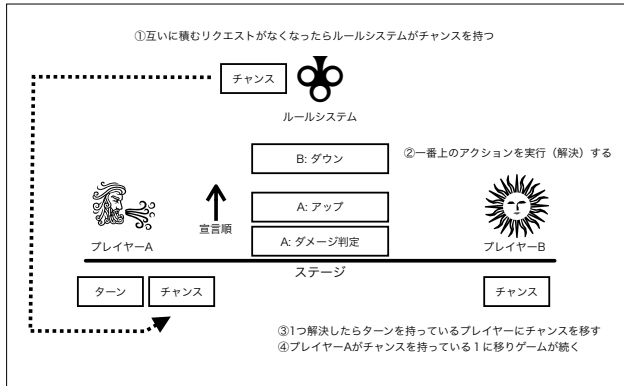 ①互いに積むリクエストがなくなったらルールシステムがチャンスを持つ
チャンス
ルールシステム
B: ダウン
②一番上のアクションを実行（解決）する
A: アップ
宣言順
プレイヤーA
プレイヤーB
A: ダメージ判定
ステージ
ターン
チャンス
チャンス
③1つ解決したらターンを持っているプレイヤーにチャンスを移す
④プレイヤーAがチャンスを持っている１に移りゲームが続く